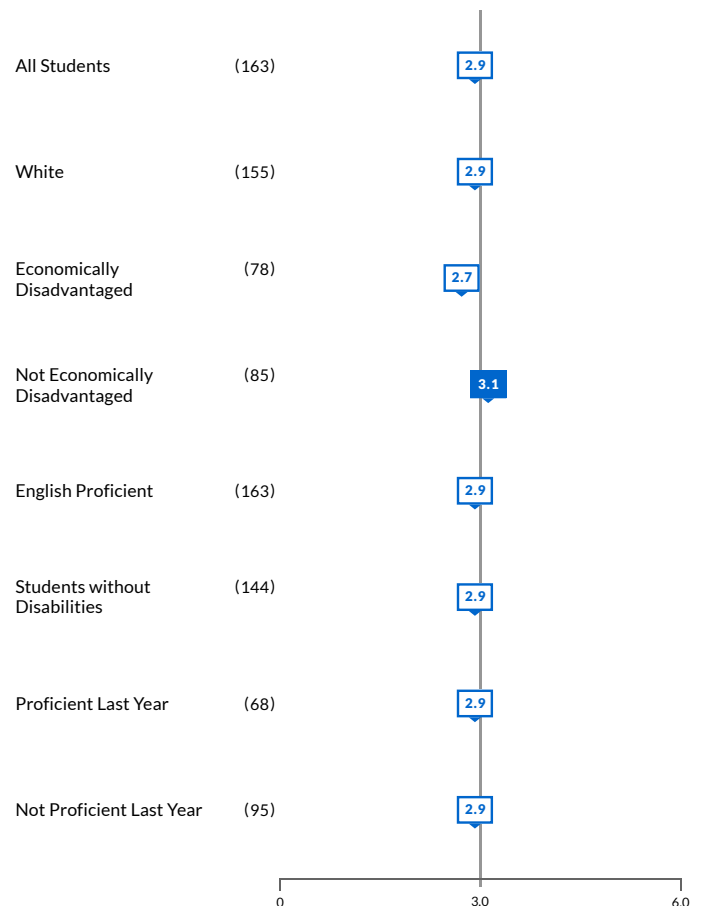 All Students (163) 2.9
White (155) 2.9
Economically (78) 2.7
Disadvantaged
Not Economically (85) 3.1
Disadvantaged
English Proficient (163) 2.9
Students without (144) 2.9
Disabilities
Proficient Last Year (68) 2.9
Not Proficient Last Year (95) 2.9
0 3.0 6.0